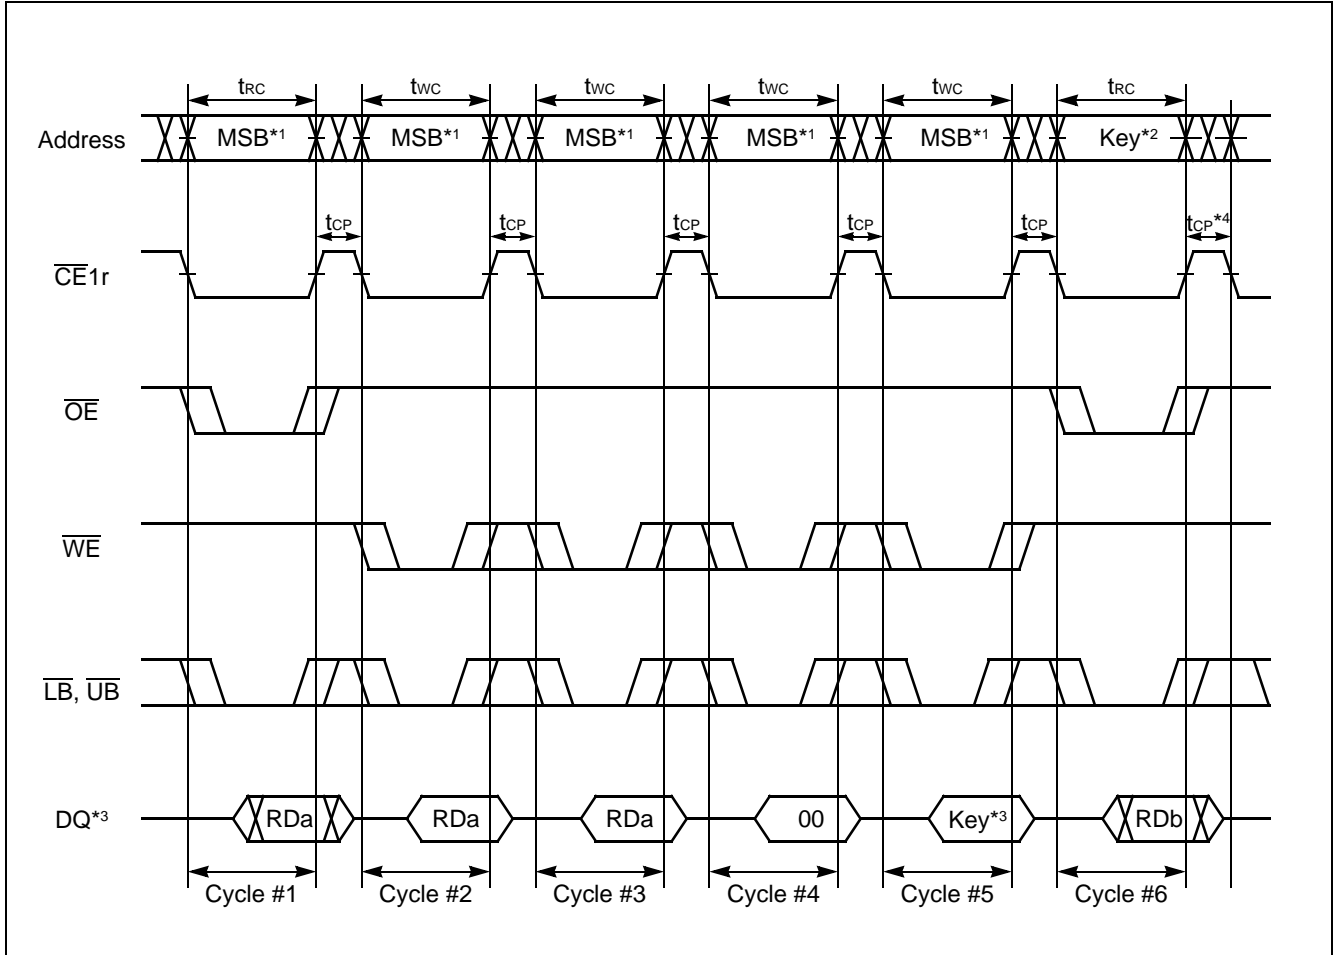 tRC tWC tWC tWC tWC tRC
Address MSB*1 MSB*1 MSB*1 MSB*1 MSB*1 Key*2
tCP tCP tCP tCP tCP tCP*4
CE1r
OE
WE
LB, UB
DQ*3 RDa RDa RDa 00 Key*3 RDb
Cycle #1 Cycle #2 Cycle #3 Cycle #4 Cycle #5 Cycle #6